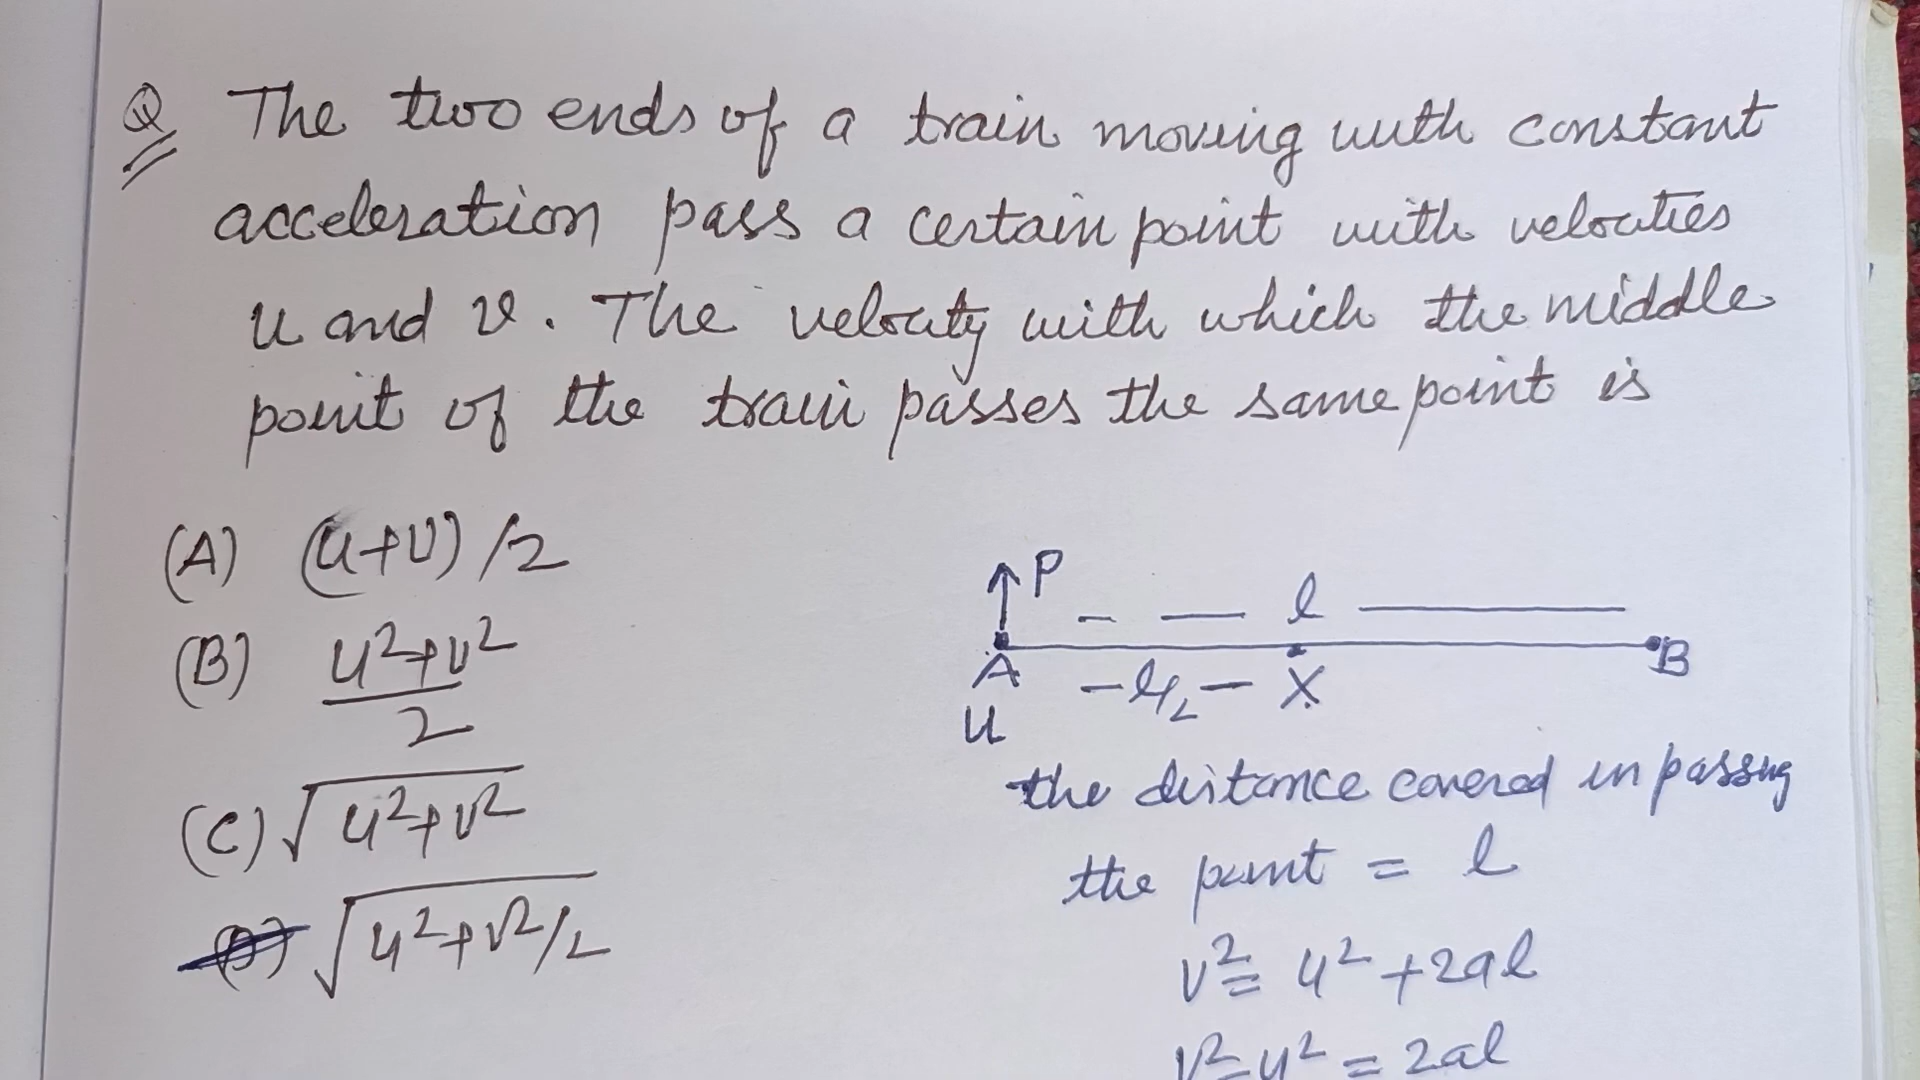 Q The two ends of a train moving with constant
acceleration pass a certain point with velocities
u and v. The velocity with which the middle
point of the train passes the same point is
(A) (u+v)/2
(B) u²+v²
2
(C) √u²+v²
(D) √u²+v²/2
P
l
A B
l/2 X
u
the distance covered in passing
the point = l
v² = u²+2al
v²-u² = 2al